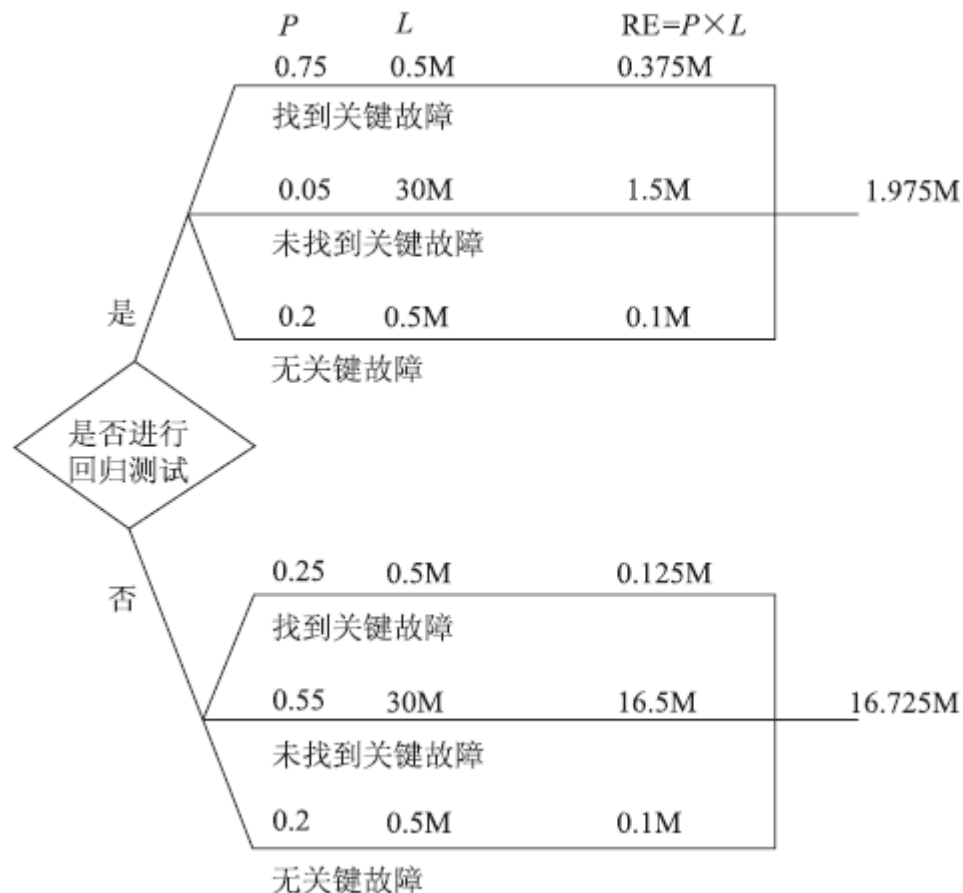 P L RE=P×L
0.75 0.5M 0.375M
找到关键故障
0.05 30M 1.5M 1.975M
未找到关键故障
是 0.2 0.5M 0.1M
无关键故障
是否进行
回归测试
否 0.25 0.5M 0.125M
找到关键故障
0.55 30M 16.5M 16.725M
未找到关键故障
0.2 0.5M 0.1M
无关键故障